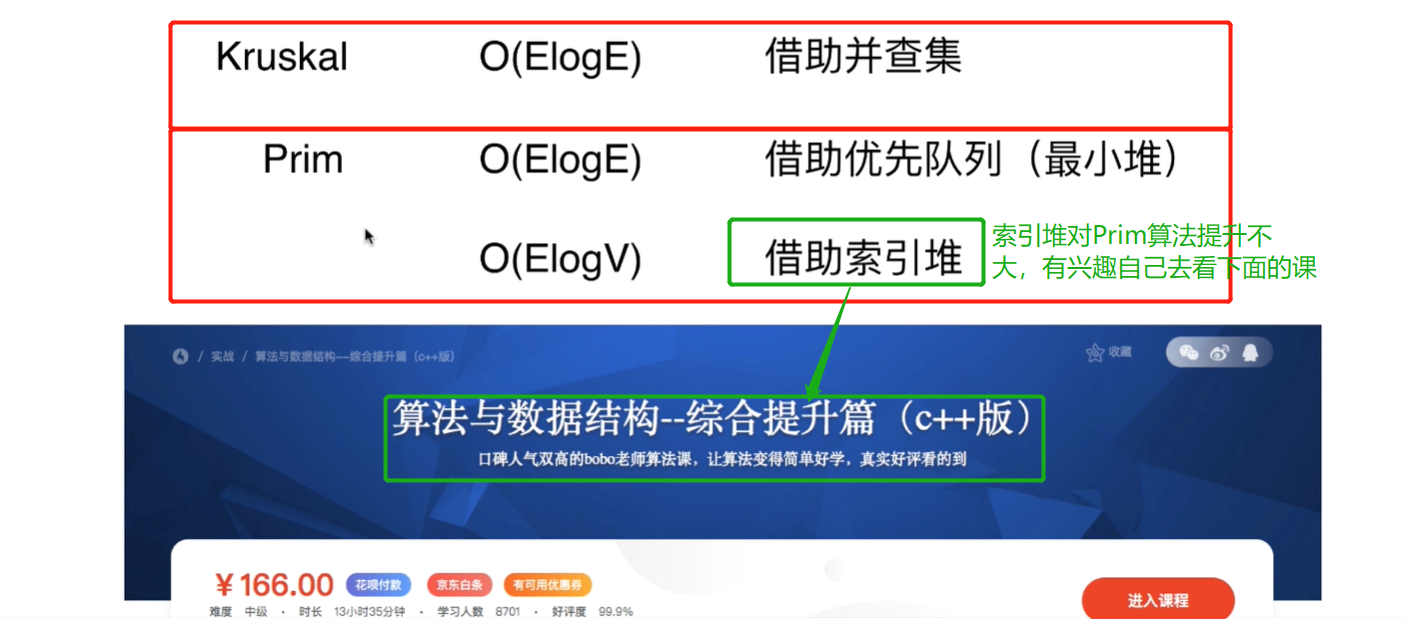 Kruskal O(ElogE) 借助并查集
Prim O(ElogE) 借助优先队列（最小堆）
O(ElogV) 借助索引堆
索引堆对Prim算法提升不
大，有兴趣自己去看下面的课
/ 实战 / 算法与数据结构--综合提升篇（c++版）
收藏
算法与数据结构--综合提升篇（c++版）
口碑人气双高的bobo老师算法课，让算法变得简单好学，真实好评看的到
￥166.00 花呗付款 京东白条 有可用优惠券
难度 中级 · 时长 13小时35分钟 · 学习人数 8701 · 好评度 99.9%
进入课程